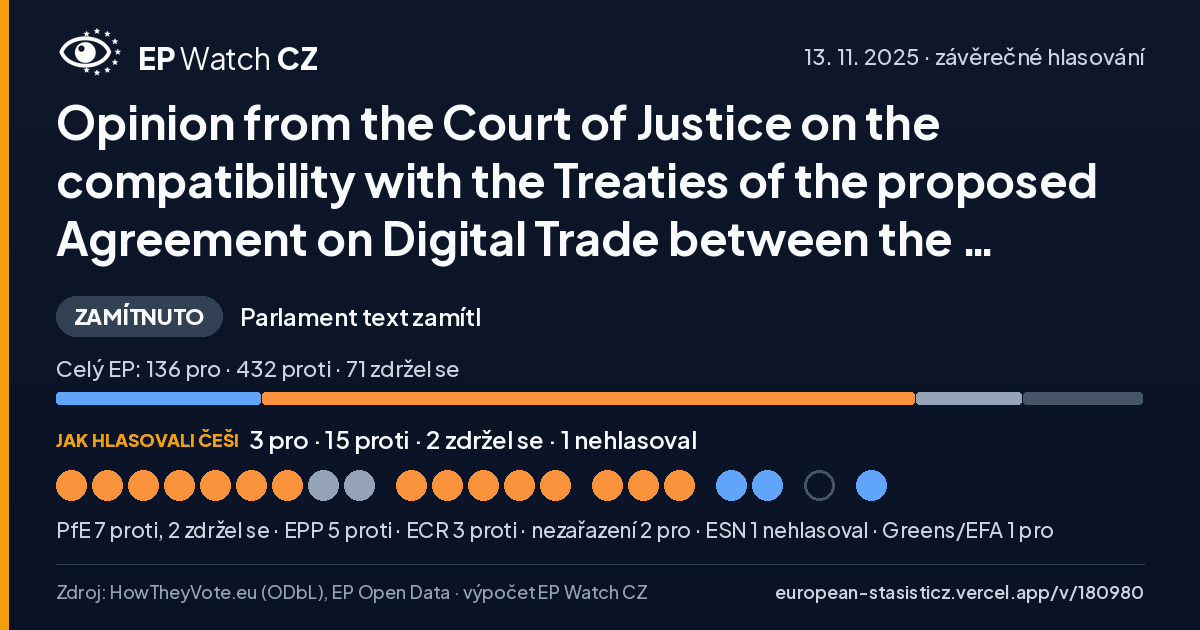 EP Watch CZ
13. 11. 2025 · závěrečné hlasování
Opinion from the Court of Justice on the
compatibility with the Treaties of the proposed
Agreement on Digital Trade between the …
ZAMÍTNUTO
Parlament text zamítl
Celý EP: 136 pro · 432 proti · 71 zdržel se
JAK HLASOVALI ČEŠI 3 pro · 15 proti · 2 zdržel se · 1 nehlasoval
PfE 7 proti, 2 zdržel se · EPP 5 proti · ECR 3 proti · nezařazení 2 pro · ESN 1 nehlasoval · Greens/EFA 1 pro
Zdroj: HowTheyVote.eu (ODbL), EP Open Data · výpočet EP Watch CZ
european-stasisticz.vercel.app/v/180980